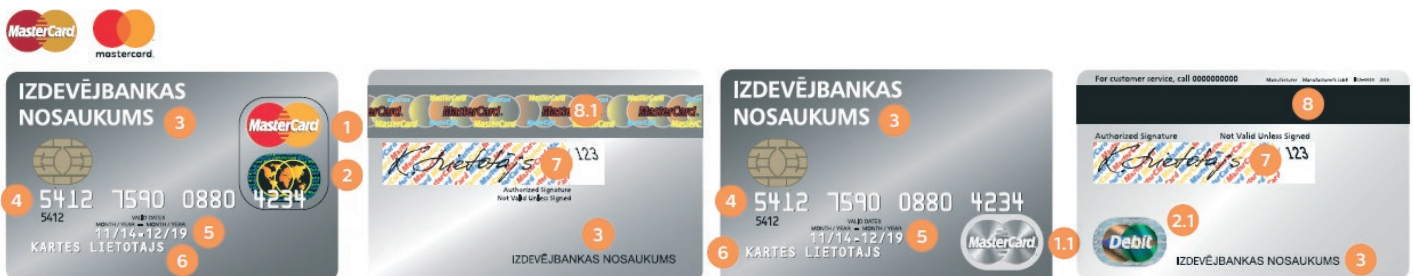 MasterCard
mastercard.
IZDEVĒJBANKAS
NOSAUKUMS 3
MasterCard 1
2
4 5412 7590 0880 4234
5412
VALID DATES
MONTH / YEAR MONTH / YEAR
11/14-12/19 5
KARTES LIETOTAJS
6
MasterCard MasterCard MasterCard
8.1
K.Lietotājs 7 123
Authorized Signature
Not Valid Unless Signed
3
IZDEVĒJBANKAS NOSAUKUMS
IZDEVĒJBANKAS
NOSAUKUMS 3
4 5412 7590 0880 4234
5412
VALID DATES
MONTH / YEAR MONTH / YEAR
11/14-12/19 5
6 KARTES LIETOTAJS
MasterCard 1.1
For customer service, call 0000000000
8
Authorized Signature Not Valid Unless Signed
K.Lietotājs 7 123
2.1
Debit
IZDEVĒJBANKAS NOSAUKUMS 3